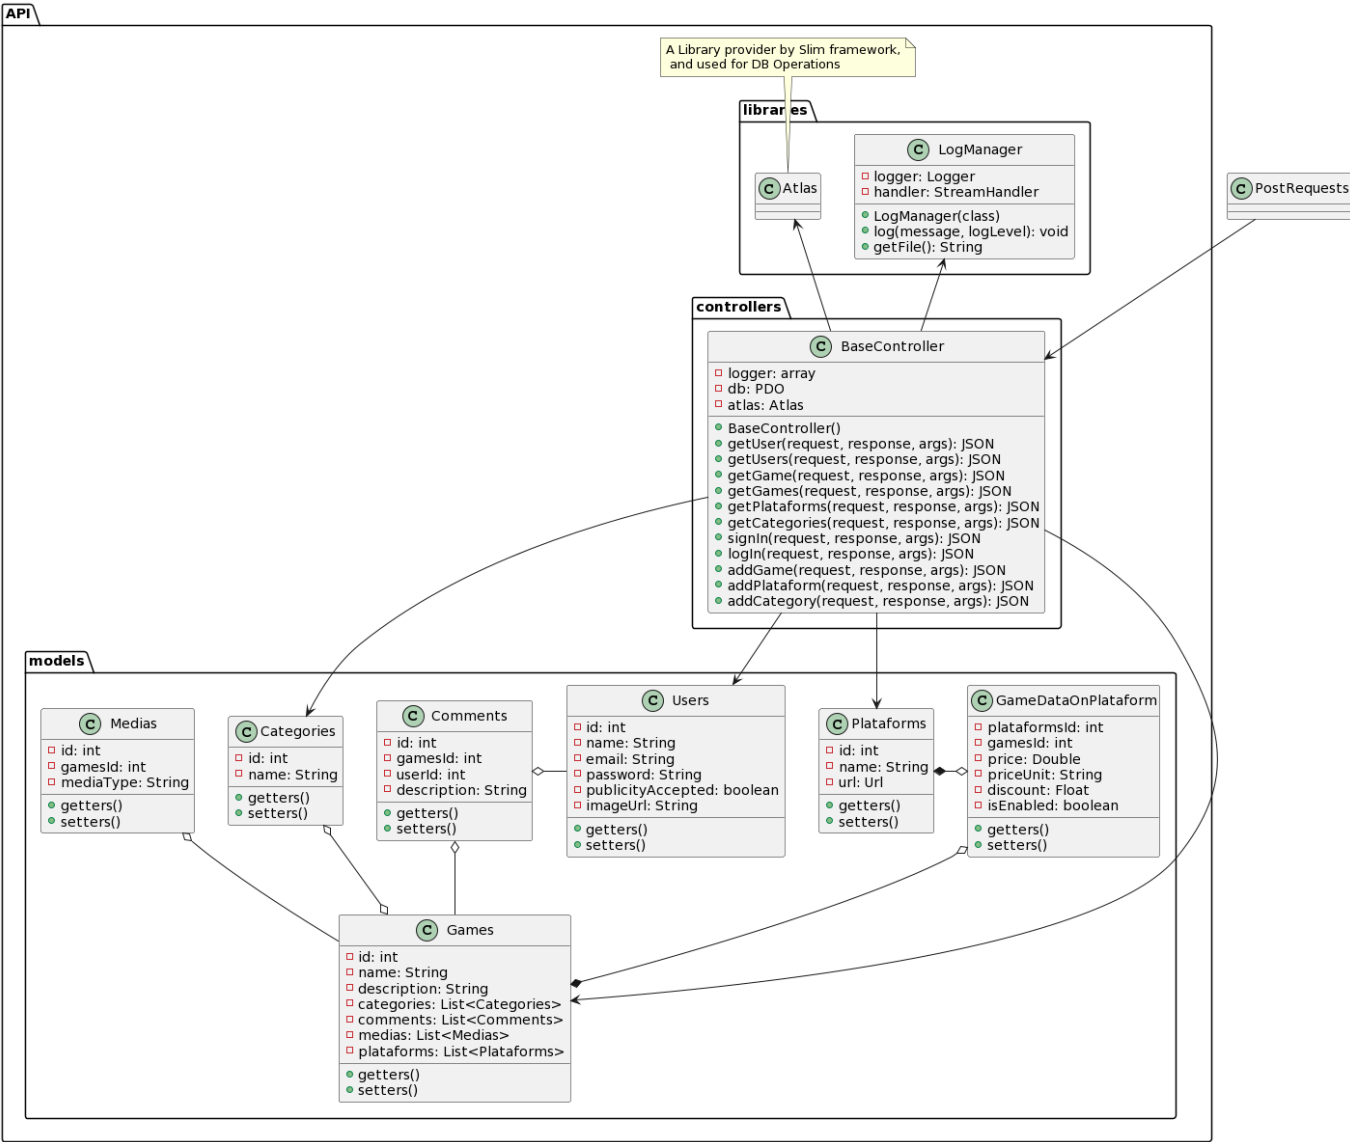 API
A Library provider by Slim framework,
and used for DB Operations
libraries
C Atlas
C LogManager
logger: Logger
handler: StreamHandler
LogManager(class)
log(message, logLevel): void
getFile(): String
C PostRequests
controllers
C BaseController
logger: array
db: PDO
atlas: Atlas
BaseController()
getUser(request, response, args): JSON
getUsers(request, response, args): JSON
getGame(request, response, args): JSON
getGames(request, response, args): JSON
getPlataforms(request, response, args): JSON
getCategories(request, response, args): JSON
signIn(request, response, args): JSON
logIn(request, response, args): JSON
addGame(request, response, args): JSON
addPlataform(request, response, args): JSON
addCategory(request, response, args): JSON
models
C Medias
id: int
gamesId: int
mediaType: String
getters()
setters()
C Categories
id: int
name: String
getters()
setters()
C Comments
id: int
gamesId: int
userId: int
description: String
getters()
setters()
C Users
id: int
name: String
email: String
password: String
publicityAccepted: boolean
imageUrl: String
getters()
setters()
C Plataforms
id: int
name: String
url: Url
getters()
setters()
C GameDataOnPlataform
plataformsId: int
gamesId: int
price: Double
priceUnit: String
discount: Float
isEnabled: boolean
getters()
setters()
C Games
id: int
name: String
description: String
categories: List<Categories>
comments: List<Comments>
medias: List<Medias>
plataforms: List<Plataforms>
getters()
setters()